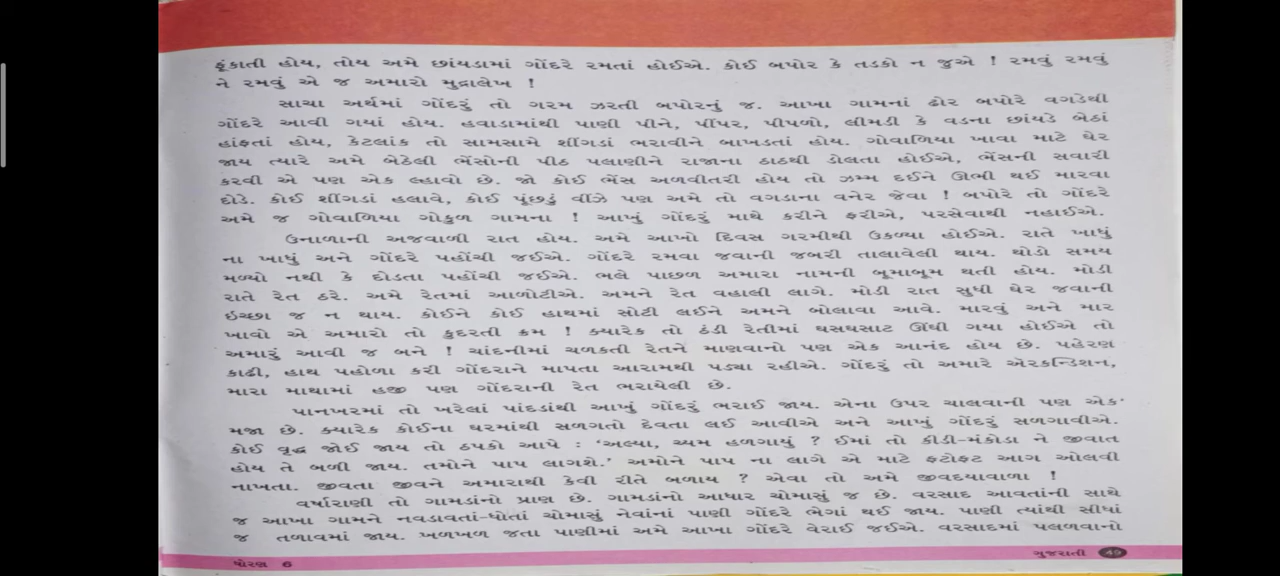 ફૂંકાતી હોય, તોય અમે છાંયડામાં ગોંદરે રમતાં હોઈએ. કોઈ બપોર કે તડકો ન જુએ ! રમવું રમવું
ને રમવું એ જ અમારો મુદ્રાલેખ !
સાચા અર્થમાં ગોંદરું તો ગરમ ઝરતી બપોરનું જ. આખા ગામનાં ઢોર બપોરે વગડેથી
ગોંદરે આવી ગયાં હોય. હવાડામાંથી પાણી પીને, પીંપર, પીપળો, લીમડી કે વડના છાંયડે બેઠાં
હાંફતાં હોય, કેટલાંક તો સામસામે શીંગડાં ભરાવીને બાખડતાં હોય. ગોવાળિયા ખાવા માટે ઘેર
જાય ત્યારે અમે બેઠેલી ભેંસોની પીઠ પલાણીને રાજાના ઠાઠથી ડોલતા હોઈએ, ભેંસની સવારી
કરવી એ પણ એક લ્હાવો છે. જો કોઈ ભેંસ અળવીતરી હોય તો ઝમ્મ દઈને ઊભી થઈ મારવા
દોડે. કોઈ શીંગડાં હલાવે, કોઈ પૂંછડું વીંઝે પણ અમે તો વગડાના વનેર જેવા ! બપોરે તો ગોંદરે
અમે જ ગોવાળિયા ગોકુળ ગામના ! આખું ગોંદરું માથે કરીને ફરીએ, પરસેવાથી નહાઈએ.
ઉનાળાની અજવાળી રાત હોય. અમે આખો દિવસ ગરમીથી ઉકળ્યા હોઈએ. રાતે ખાધું
ના ખાધું અને ગોંદરે પહોંચી જઈએ. ગોંદરે રમવા જવાની જબરી તાલાવેલી થાય. થોડો સમય
મળ્યો નથી કે દોડતા પહોંચી જઈએ. ભલે પાછળ અમારા નામની બૂમાબૂમ થતી હોય. મોડી
રાતે રેત ઠરે. અમે રેતમાં આળોટીએ. અમને રેત વહાલી લાગે. મોડી રાત સુધી ઘેર જવાની
ઇચ્છા જ ન થાય. કોઈને કોઈ હાથમાં સોટી લઈને અમને બોલાવા આવે. મારવું અને માર
ખાવો એ અમારો તો કુદરતી ક્રમ ! ક્યારેક તો ઠંડી રેતીમાં ઘસઘસાટ ઊંઘી ગયા હોઈએ તો
અમારું આવી જ બને ! ચાંદનીમાં ચળકતી રેતને માણવાનો પણ એક આનંદ હોય છે. પહેરણ
કાઢી, હાથ પહોળા કરી ગોંદરાને માપતા આરામથી પડ્યા રહીએ. ગોંદરું તો અમારે ઍરકન્ડિશન,
મારા માથામાં હજી પણ ગોંદરાની રેત ભરાયેલી છે.
પાનખરમાં તો ખરેલાં પાંદડાંથી આખું ગોંદરું ભરાઈ જાય. એના ઉપર ચાલવાની પણ એક
મજા છે. ક્યારેક કોઈના ઘરમાંથી સળગતો દેવતા લઈ આવીએ અને આખું ગોંદરું સળગાવીએ.
કોઈ વૃદ્ધ જોઈ જાય તો ઠપકો આપે : ‘અલ્યા, ચ્યમ હળગાયું ? ઈમાં તો કીડી-મંકોડા ને જીવાત
હોય તે બળી જાય. તમોને પાપ લાગશે.’ અમોને પાપ ના લાગે એ માટે ફટોફટ આગ ઓલવી
નાખતા. જીવતા જીવને અમારાથી કેવી રીતે બળાય ? એવા તો અમે જીવદયાવાળા !
વર્ષારાણી તો ગામડાંનો પ્રાણ છે. ગામડાંનો આધાર ચોમાસું જ છે. વરસાદ આવતાંની સાથે
જ આખા ગામને નવડાવતાં-ધોતાં ચોમાસું નેવાંનાં પાણી ગોંદરે ભેગાં થઈ જાય. પાણી ત્યાંથી સીધાં
જ તળાવમાં જાય. ખળખળ જતા પાણીમાં અમે આખા ગોંદરે વેરાઈ જઈએ. વરસાદમાં પલળવાનો
ધોરણ 6 ગુજરાતી 49